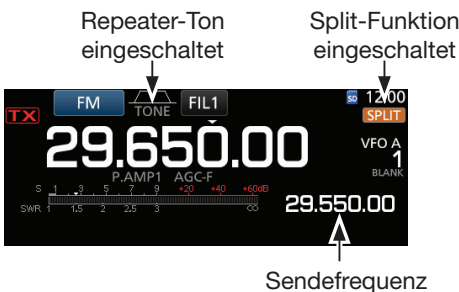 Repeater-Ton
eingeschaltet
Split-Funktion
eingeschaltet
FM
TONE
FIL1
SD
12:00
TX
SPLIT
29.650.00
VFO A
1
BLANK
P.AMP1 AGC-F
S 1 3 5 7 9 +20 +40 +60dB
SWR 1 1.5 2 2.5 3 ∞
29.550.00
Sendefrequenz